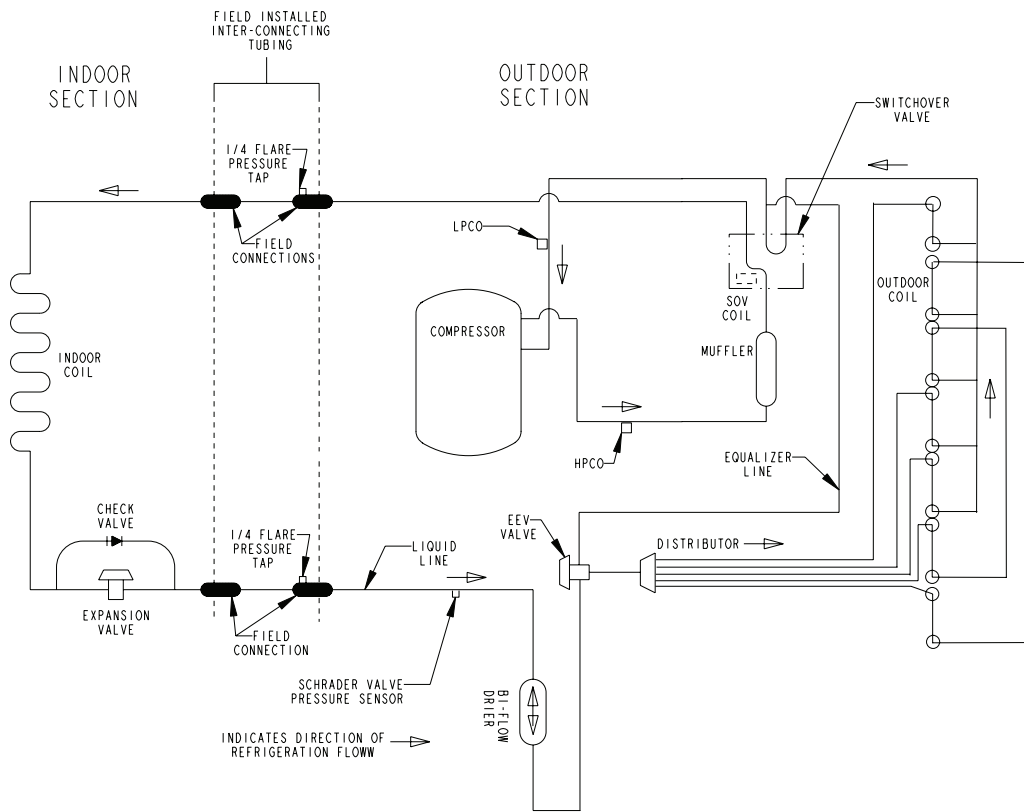 FIELD INSTALLED
INTER-CONNECTING
TUBING
INDOOR
SECTION
OUTDOOR
SECTION
SWITCHOVER
VALVE
1/4 FLARE
PRESSURE
TAP
LPCO
FIELD
CONNECTIONS
SOV
COIL
OUTDOOR
COIL
COMPRESSOR
MUFFLER
INDOOR
COIL
HPCO
EQUALIZER
LINE
CHECK
VALVE
1/4 FLARE
PRESSURE
TAP
LIQUID
LINE
EEV
VALVE
DISTRIBUTOR
EXPANSION
VALVE
FIELD
CONNECTION
SCHRADER VALVE
PRESSURE SENSOR
BI-FLOW
DRIER
INDICATES DIRECTION OF
REFRIGERATION FLOWW